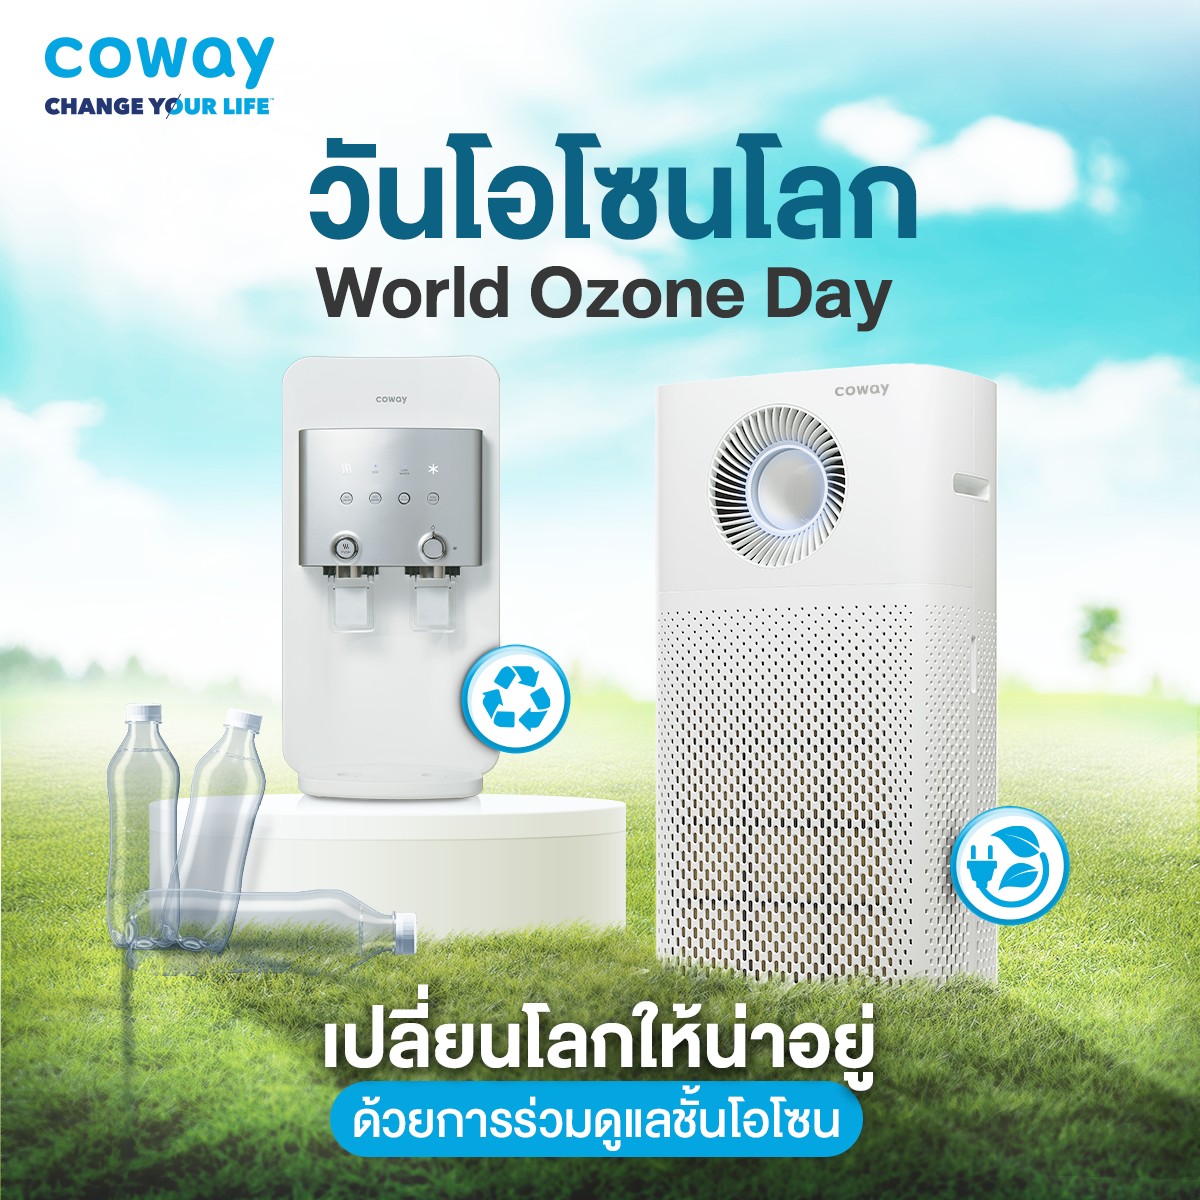 coway
CHANGE YOUR LIFE
วันโอโซนโลก
World Ozone Day
coway
coway
เปลี่ยนโลกให้น่าอยู่
ด้วยการร่วมดูแลชั้นโอโซน